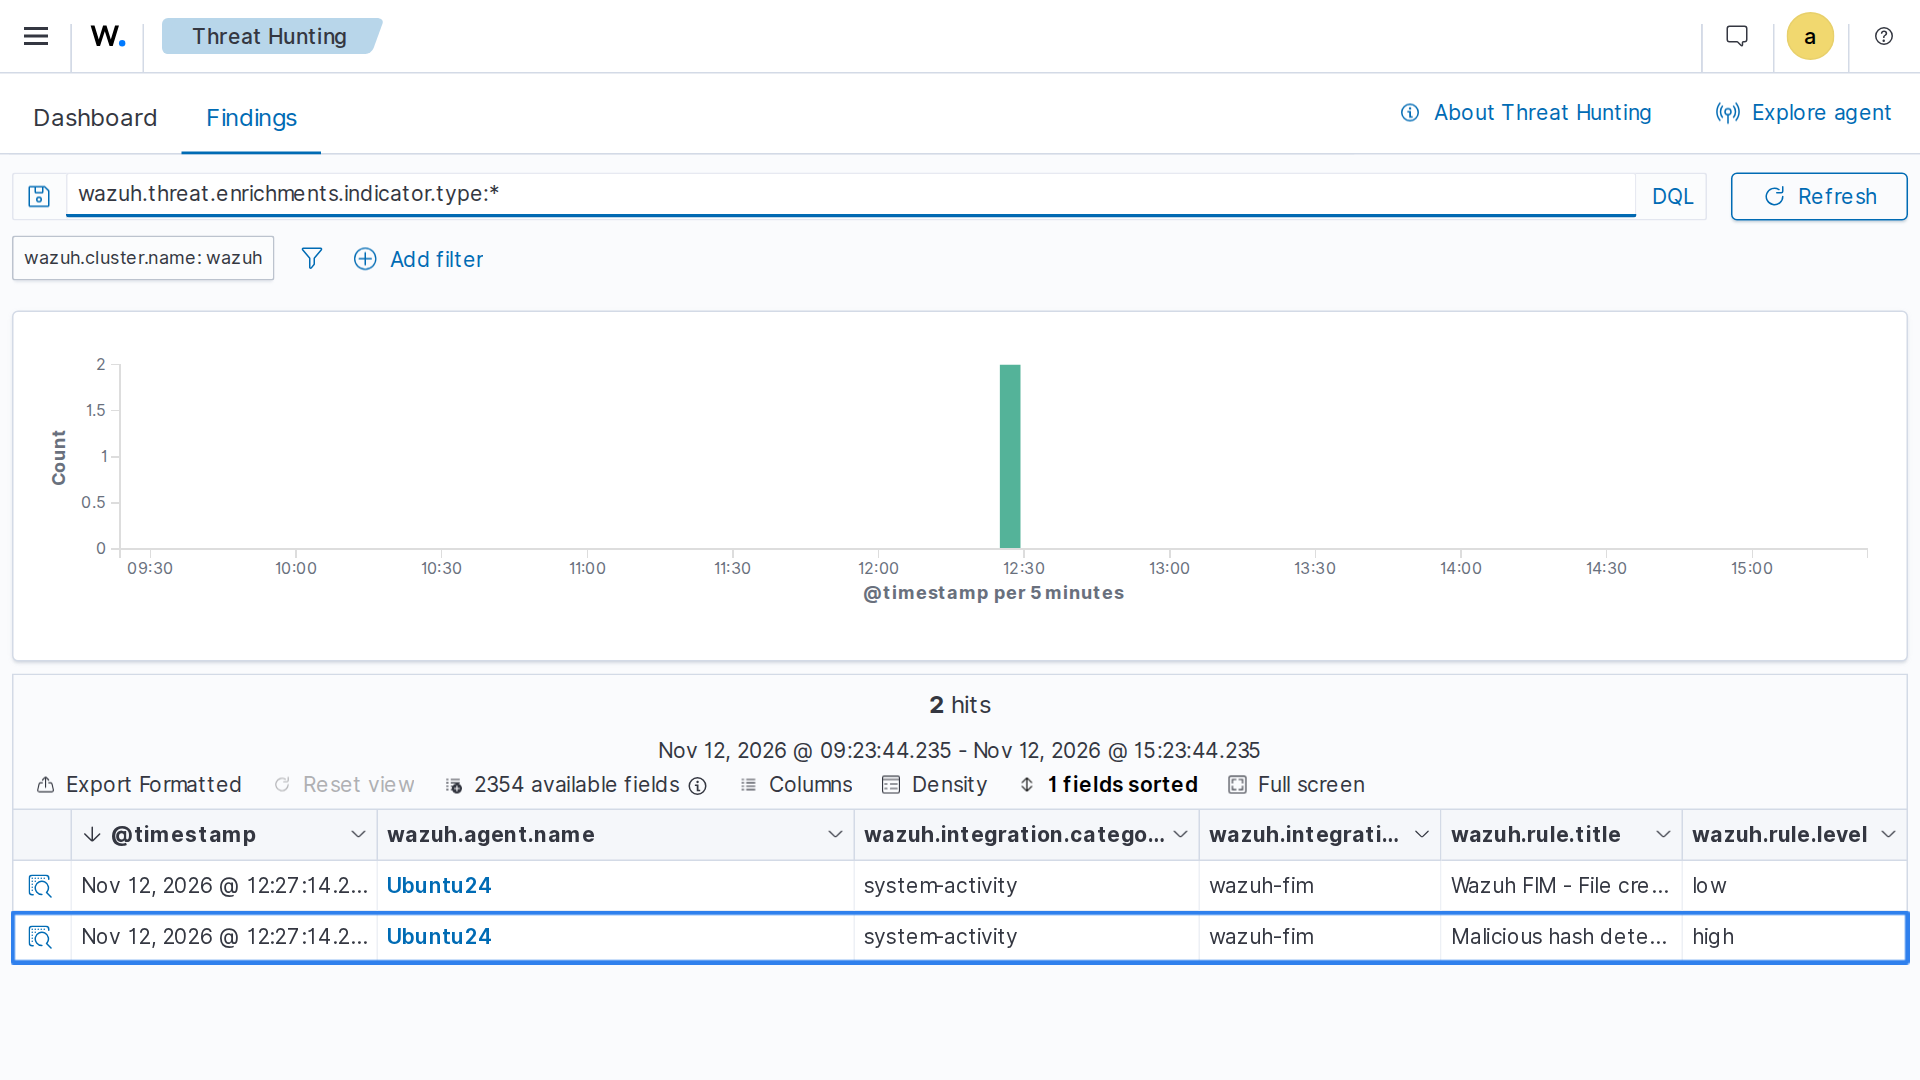 W.
Threat Hunting
a
Dashboard
Findings
About Threat Hunting
Explore agent
wazuh.threat.enrichments.indicator.type:*
DQL
Refresh
wazuh.cluster.name: wazuh
Add filter
Count
2
1.5
1
0.5
0
09:30
10:00
10:30
11:00
11:30
12:00
12:30
13:00
13:30
14:00
14:30
15:00
@timestamp per 5 minutes
2 hits
Nov 12, 2026 @ 09:23:44.235 - Nov 12, 2026 @ 15:23:44.235
Export Formatted
Reset view
2354 available fields
Columns
Density
1 fields sorted
Full screen
@timestamp
wazuh.agent.name
wazuh.integration.catego...
wazuh.integrati...
wazuh.rule.title
wazuh.rule.level
Nov 12, 2026 @ 12:27:14.2...
Ubuntu24
system-activity
wazuh-fim
Wazuh FIM - File cre...
low
Nov 12, 2026 @ 12:27:14.2...
Ubuntu24
system-activity
wazuh-fim
Malicious hash dete...
high